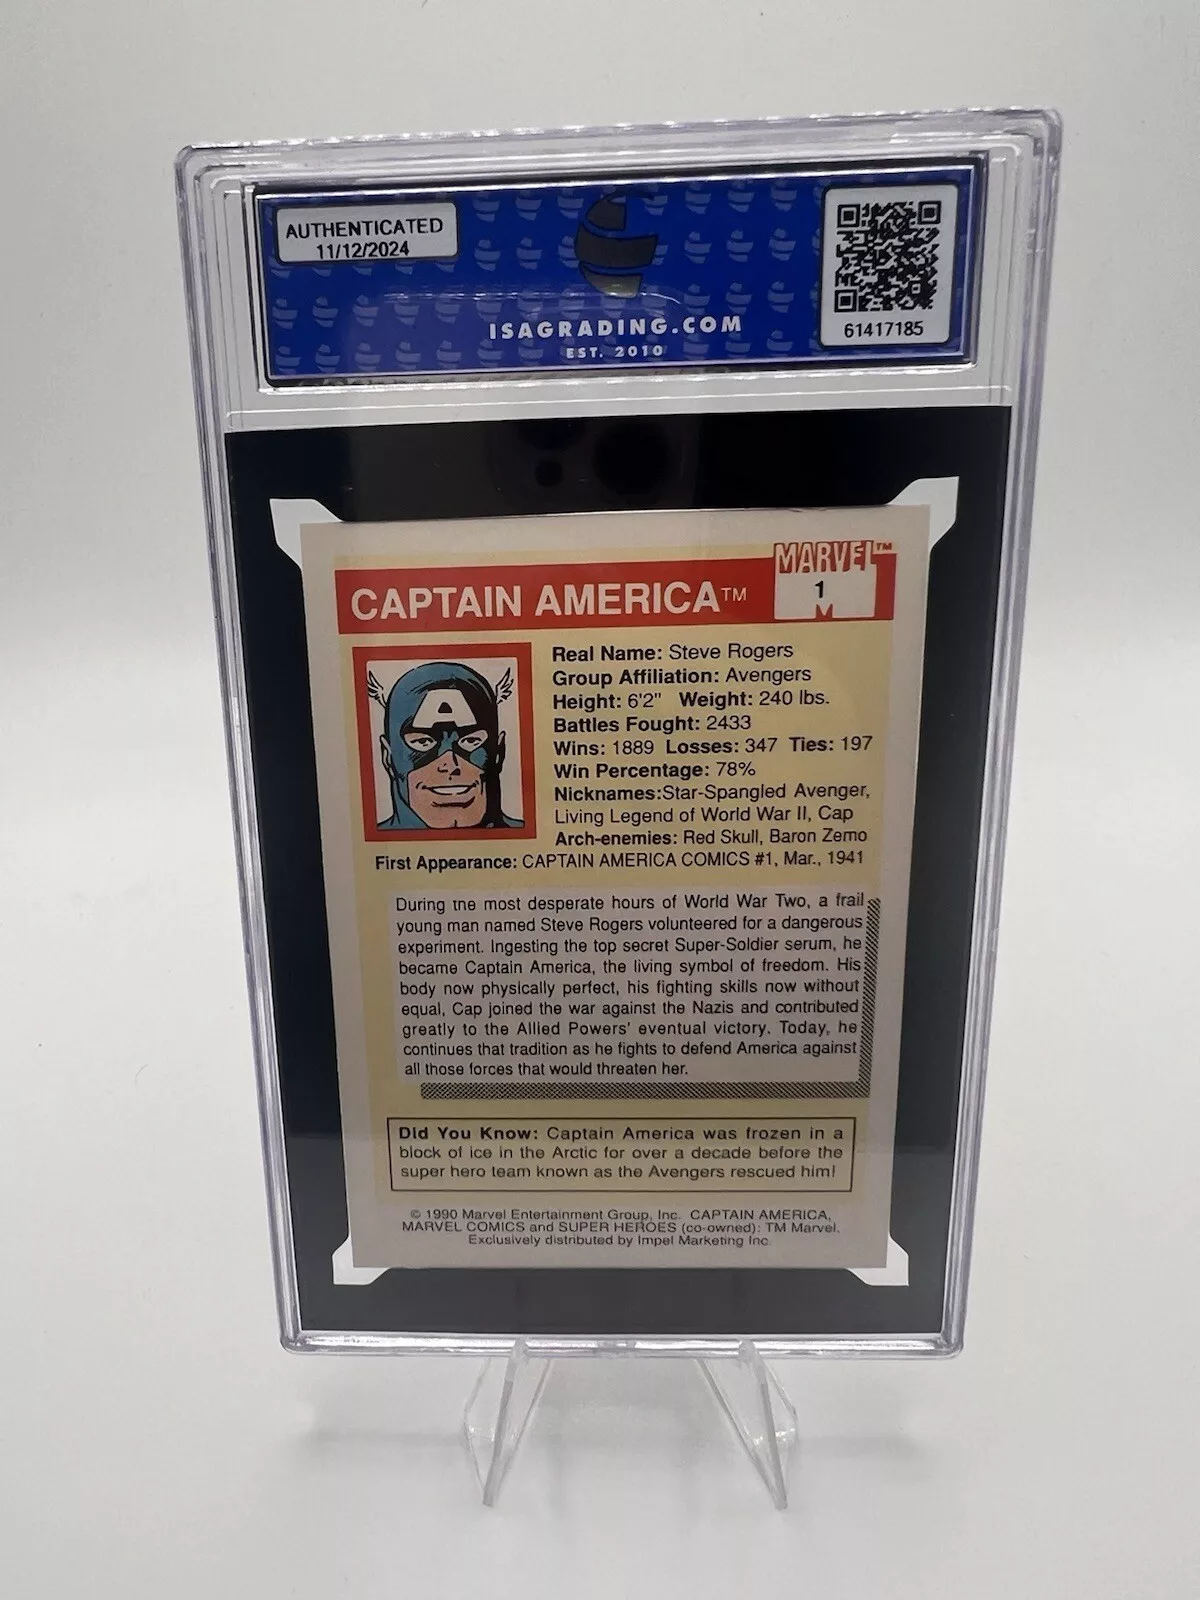 AUTHENTICATED
11/12/2024
ISAGRADING.COM
EST. 2010
61417185
MARVEL™
1
CAPTAIN AMERICA™
Real Name: Steve Rogers
Group Affiliation: Avengers
Height: 6'2" Weight: 240 lbs.
Battles Fought: 2433
Wins: 1889 Losses: 347 Ties: 197
Win Percentage: 78%
Nicknames:Star-Spangled Avenger,
Living Legend of World War II, Cap
Arch-enemies: Red Skull, Baron Zemo
First Appearance: CAPTAIN AMERICA COMICS #1, Mar., 1941
During the most desperate hours of World War Two, a frail
young man named Steve Rogers volunteered for a dangerous
experiment. Ingesting the top secret Super-Soldier serum, he
became Captain America, the living symbol of freedom. His
body now physically perfect, his fighting skills now without
equal, Cap joined the war against the Nazis and contributed
greatly to the Allied Powers' eventual victory. Today, he
continues that tradition as he fights to defend America against
all those forces that would threaten her.
Did You Know: Captain America was frozen in a
block of ice in the Arctic for over a decade before the
super hero team known as the Avengers rescued him!
© 1990 Marvel Entertainment Group, Inc. CAPTAIN AMERICA,
MARVEL COMICS and SUPER HEROES (co-owned): TM Marvel.
Exclusively distributed by Impel Marketing Inc.